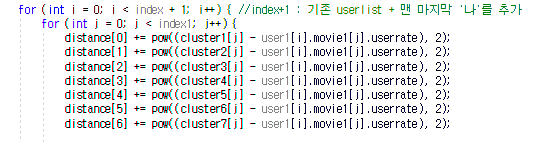 for (int i = 0; i < index + 1; i++) { //index+1 : 기존 userlist + 맨 마지막 '나'를 추가
for (int j = 0; j < index1; j++) {
distance[0] += pow((cluster1[j] - user1[i].movie1[j].userrate), 2);
distance[1] += pow((cluster2[j] - user1[i].movie1[j].userrate), 2);
distance[2] += pow((cluster3[j] - user1[i].movie1[j].userrate), 2);
distance[3] += pow((cluster4[j] - user1[i].movie1[j].userrate), 2);
distance[4] += pow((cluster5[j] - user1[i].movie1[j].userrate), 2);
distance[5] += pow((cluster6[j] - user1[i].movie1[j].userrate), 2);
distance[6] += pow((cluster7[j] - user1[i].movie1[j].userrate), 2);